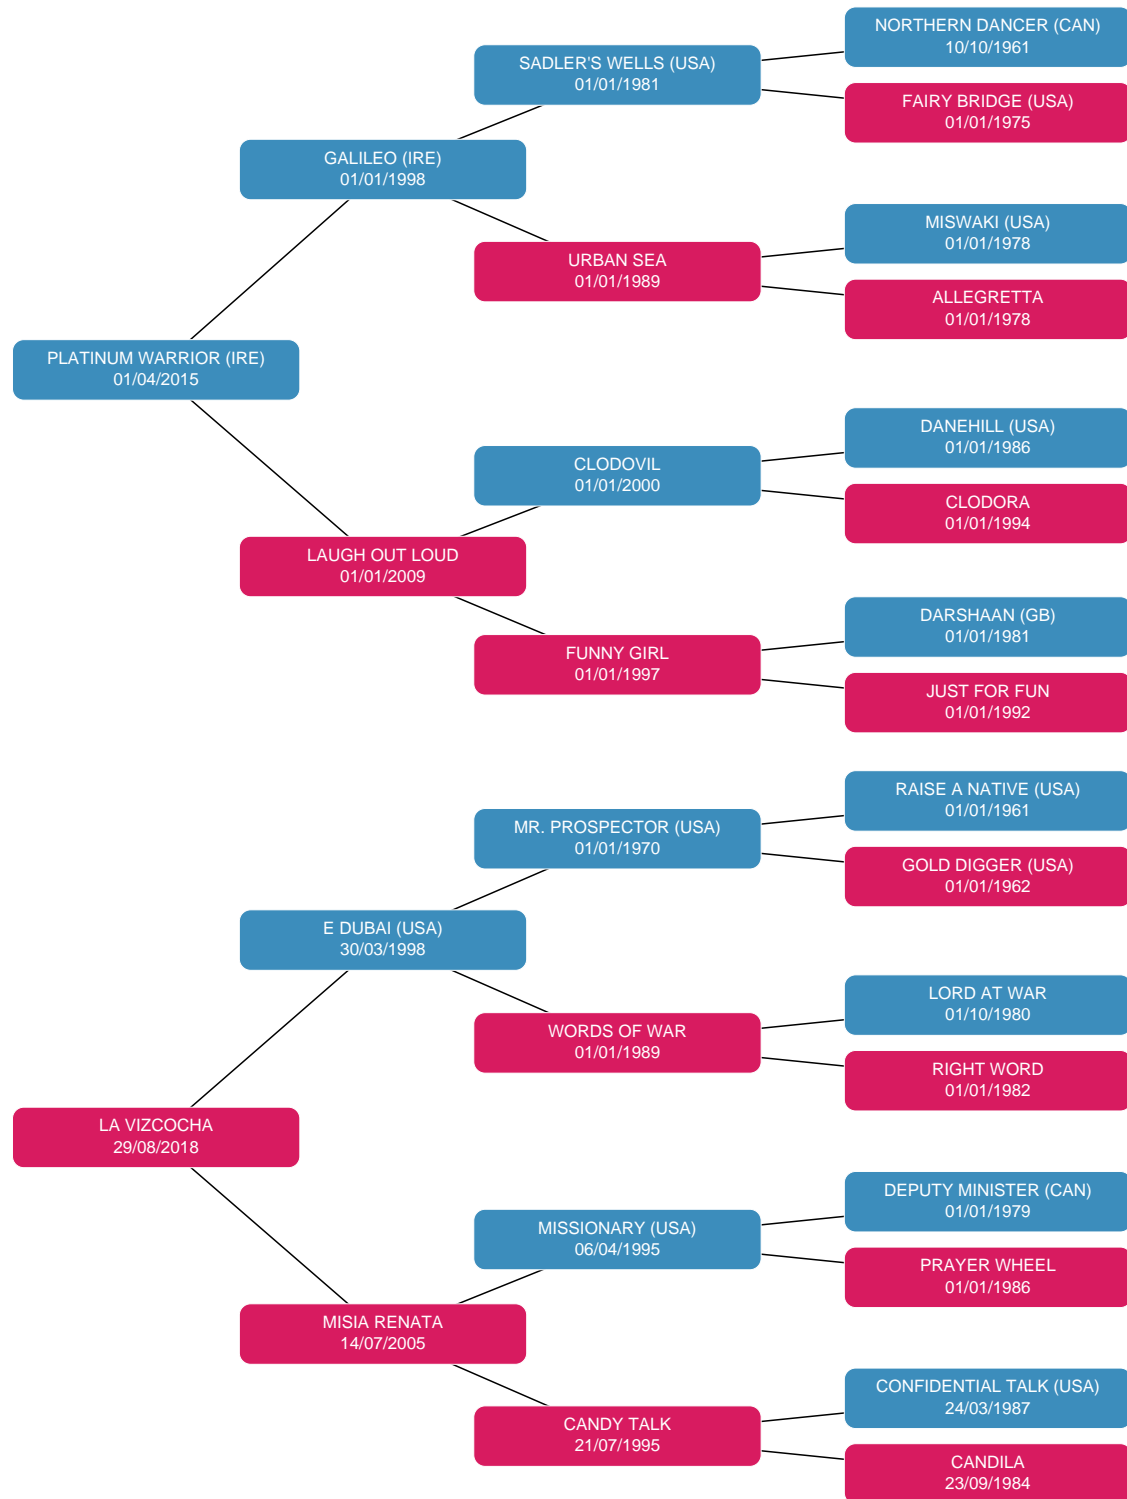 NORTHERN DANCER (CAN)
10/10/1961
SADLER'S WELLS (USA)
01/01/1981
FAIRY BRIDGE (USA)
01/01/1975
GALILEO (IRE)
01/01/1998
MISWAKI (USA)
01/01/1978
URBAN SEA
01/01/1989
ALLEGRETTA
01/01/1978
PLATINUM WARRIOR (IRE)
01/04/2015
DANEHILL (USA)
01/01/1986
CLODOVIL
01/01/2000
CLODORA
01/01/1994
LAUGH OUT LOUD
01/01/2009
DARSHAAN (GB)
01/01/1981
FUNNY GIRL
01/01/1997
JUST FOR FUN
01/01/1992
RAISE A NATIVE (USA)
01/01/1961
MR. PROSPECTOR (USA)
01/01/1970
GOLD DIGGER (USA)
01/01/1962
E DUBAI (USA)
30/03/1998
LORD AT WAR
01/10/1980
WORDS OF WAR
01/01/1989
RIGHT WORD
01/01/1982
LA VIZCOCHA
29/08/2018
DEPUTY MINISTER (CAN)
01/01/1979
MISSIONARY (USA)
06/04/1995
PRAYER WHEEL
01/01/1986
MISIA RENATA
14/07/2005
CONFIDENTIAL TALK (USA)
24/03/1987
CANDY TALK
21/07/1995
CANDILA
23/09/1984